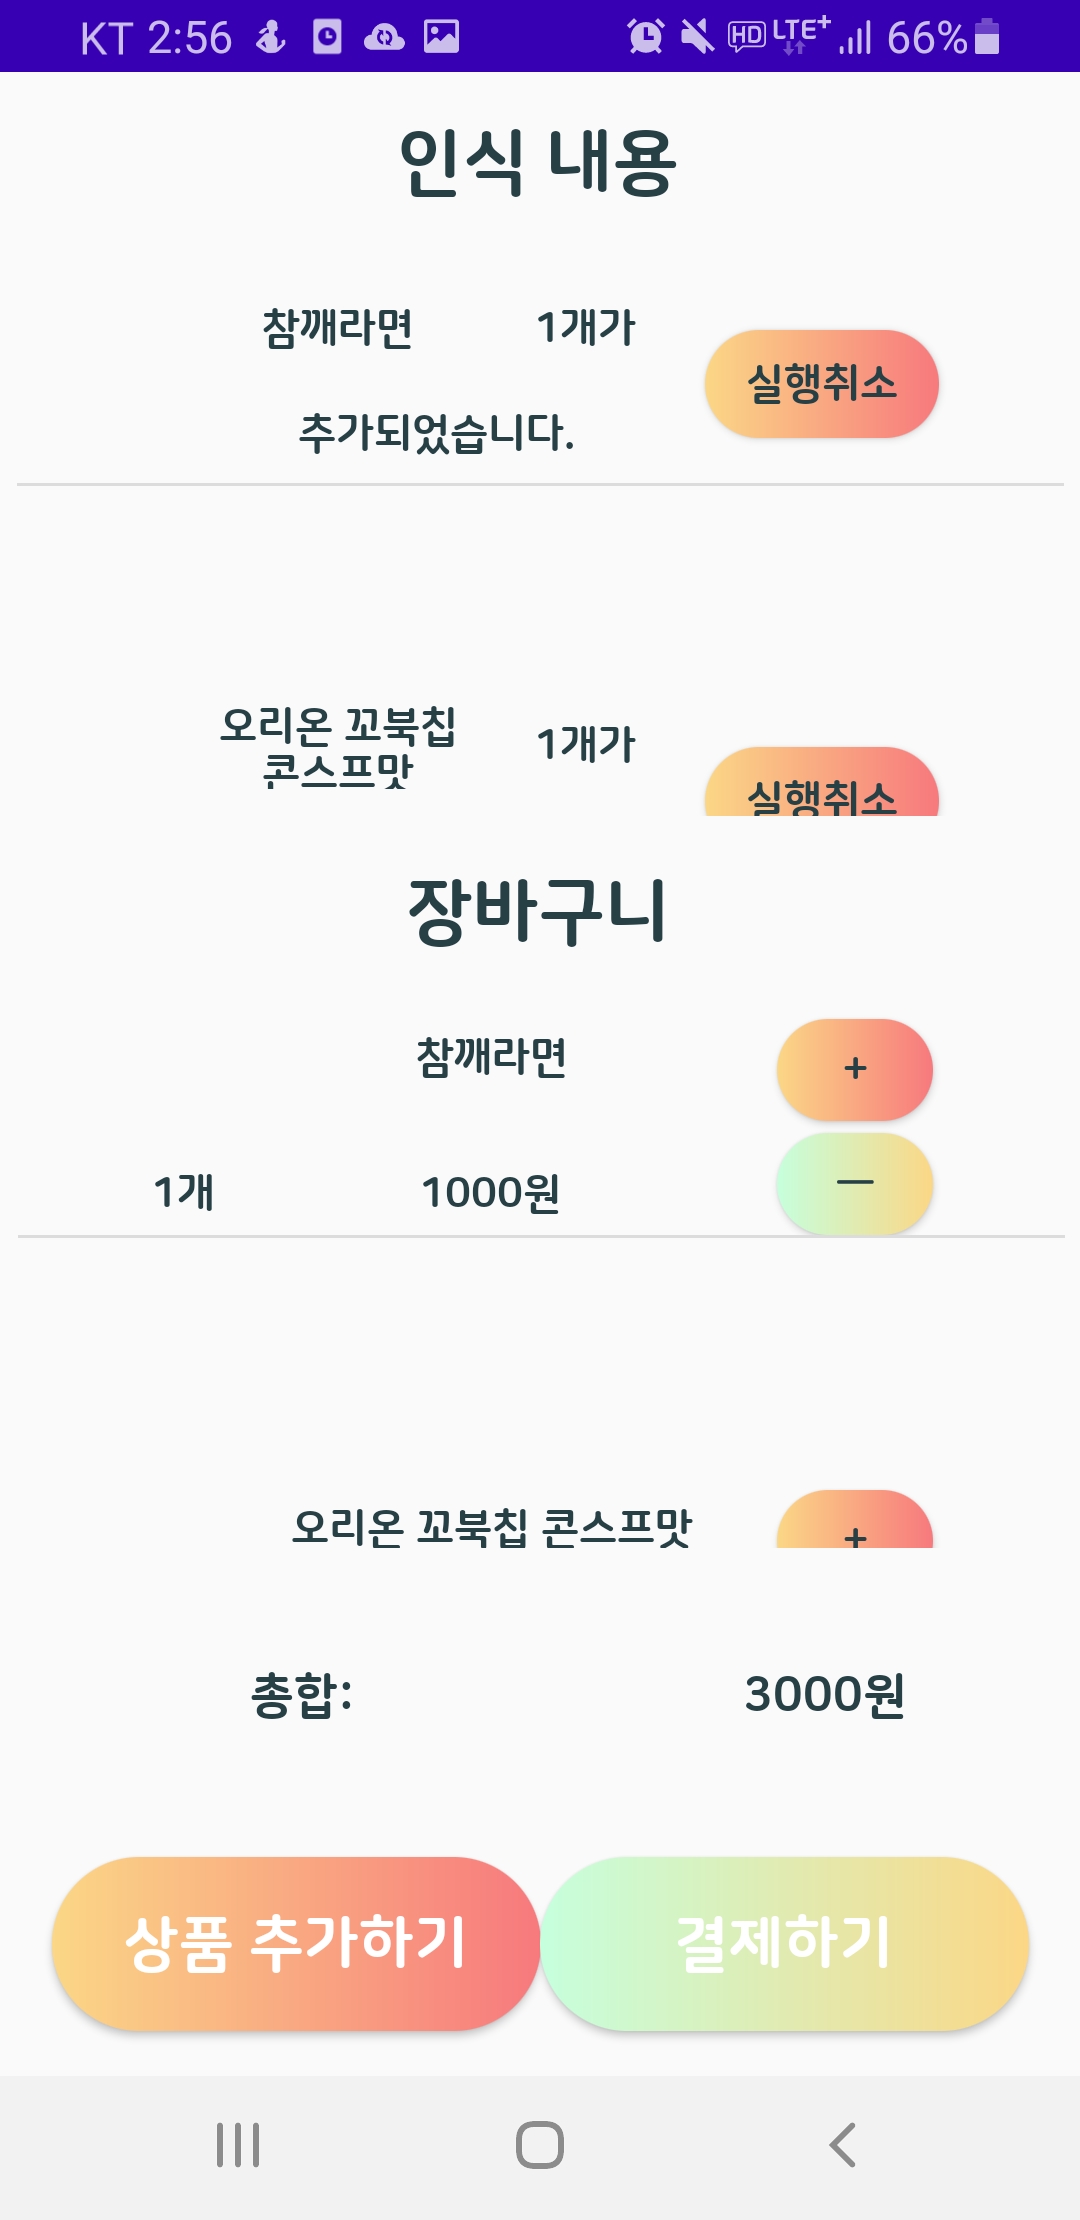 KT 2:56 HD LTE+ 66%
인식 내용
참깨라면 1개가
실행취소
추가되었습니다.
오리온 꼬북칩 1개가
콘스프맛
실행취소
장바구니
참깨라면 +
1개 1000원 —
오리온 꼬북칩 콘스프맛 +
총합: 3000원
상품 추가하기 결제하기